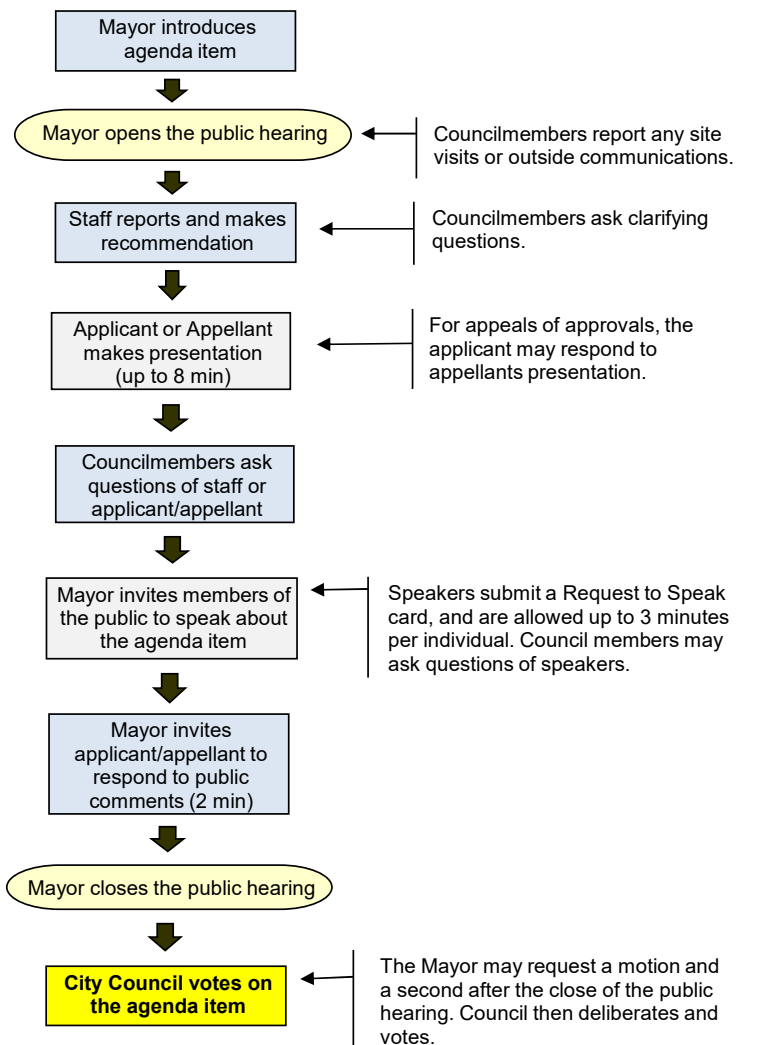 Mayor introduces
agenda item
Mayor opens the public hearing
Councilmembers report any site
visits or outside communications.
Staff reports and makes
recommendation
Councilmembers ask clarifying
questions.
Applicant or Appellant
makes presentation
(up to 8 min)
For appeals of approvals, the
applicant may respond to
appellants presentation.
Councilmembers ask
questions of staff or
applicant/appellant
Mayor invites members of
the public to speak about
the agenda item
Speakers submit a Request to Speak
card, and are allowed up to 3 minutes
per individual. Council members may
ask questions of speakers.
Mayor invites
applicant/appellant to
respond to public
comments (2 min)
Mayor closes the public hearing
City Council votes on
the agenda item
The Mayor may request a motion and
a second after the close of the public
hearing. Council then deliberates and
votes.